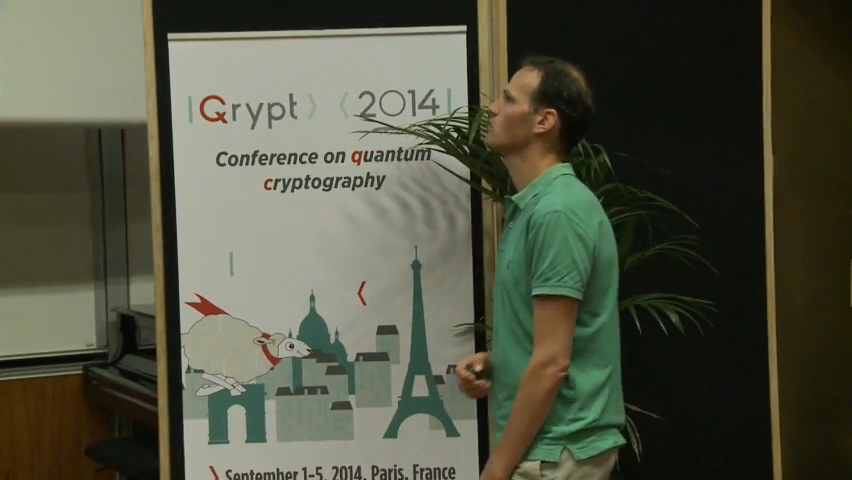 |Qrypt⟩ ⟨2014|
Conference on quantum
cryptography
September 1-5, 2014, Paris, France